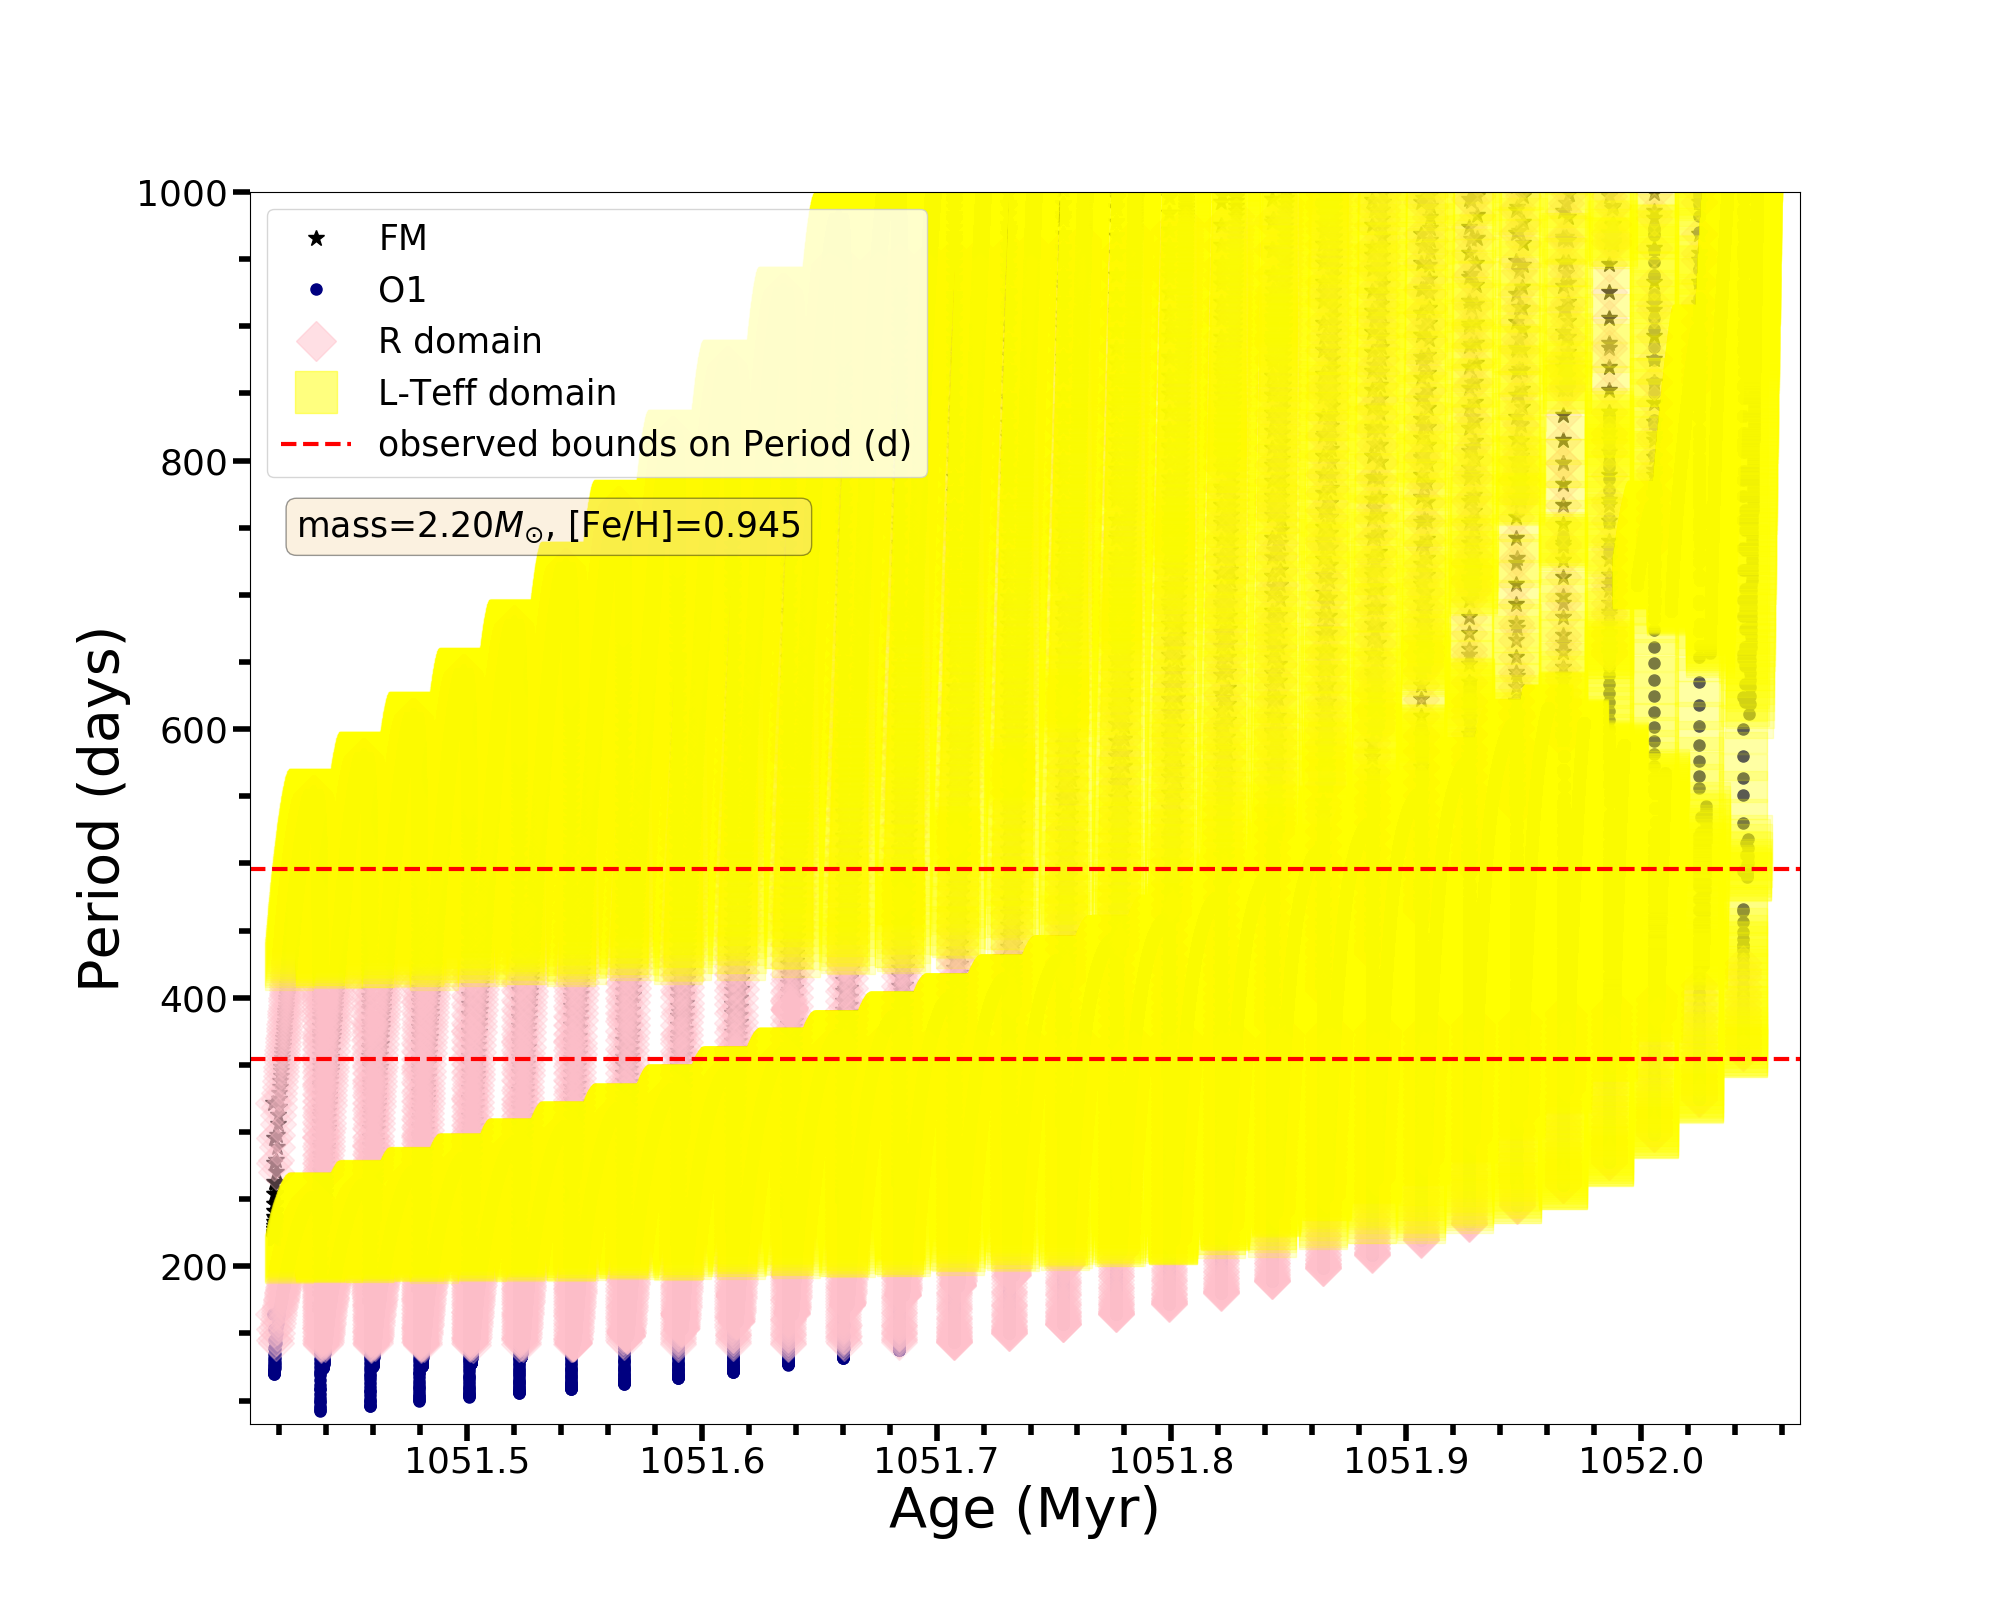 1000
800
600
400
200
Period (days)
FM
O1
R domain
L-Teff domain
observed bounds on Period (d)
mass=2.20M⊙, [Fe/H]=0.945
1051.5 1051.6 1051.7 1051.8 1051.9 1052.0
Age (Myr)